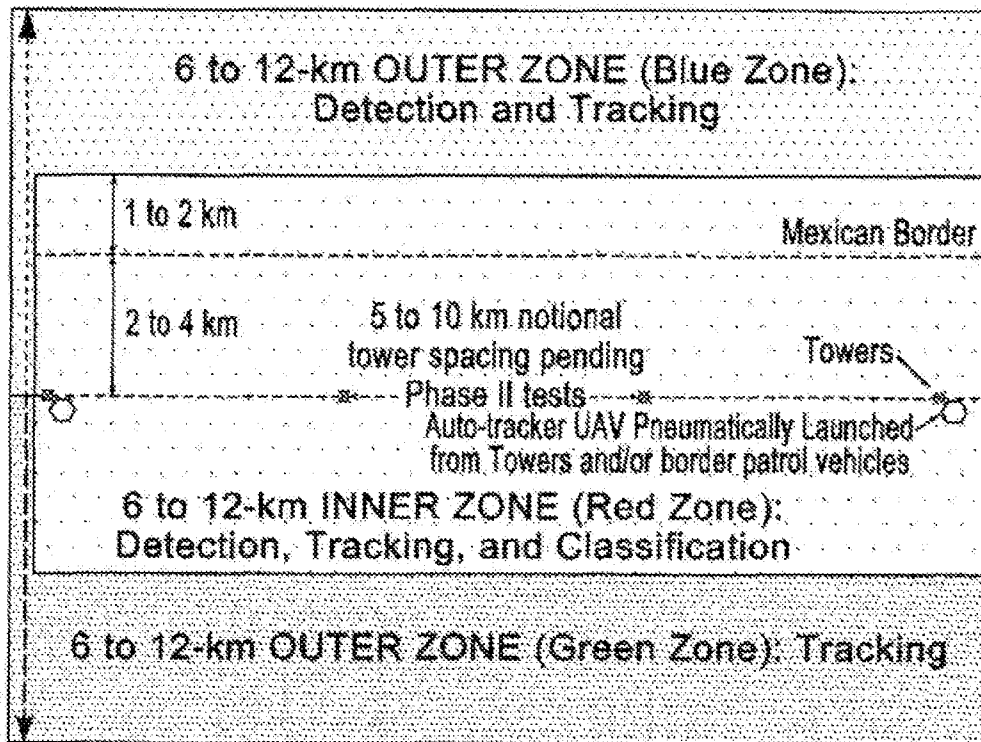 6 to 12-km OUTER ZONE (Blue Zone):
Detection and Tracking
1 to 2 km
Mexican Border
2 to 4 km
5 to 10 km notional
tower spacing pending
Phase II tests
Towers
Auto-tracker UAV Pneumatically Launched
from Towers and/or border patrol vehicles
6 to 12-km INNER ZONE (Red Zone):
Detection, Tracking, and Classification
6 to 12-km OUTER ZONE (Green Zone): Tracking